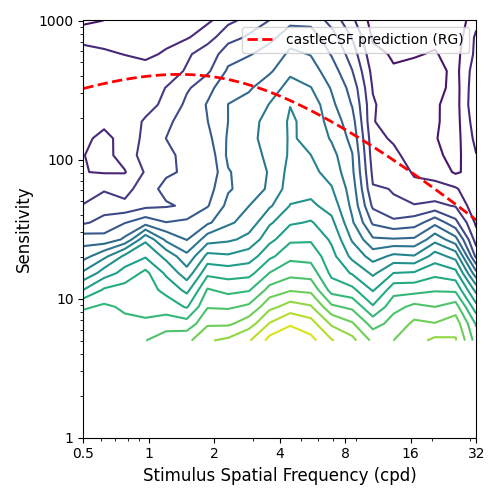 1000
castleCSF prediction (RG)
100
10
1
Sensitivity
0.5 1 2 4 8 16 32
Stimulus Spatial Frequency (cpd)